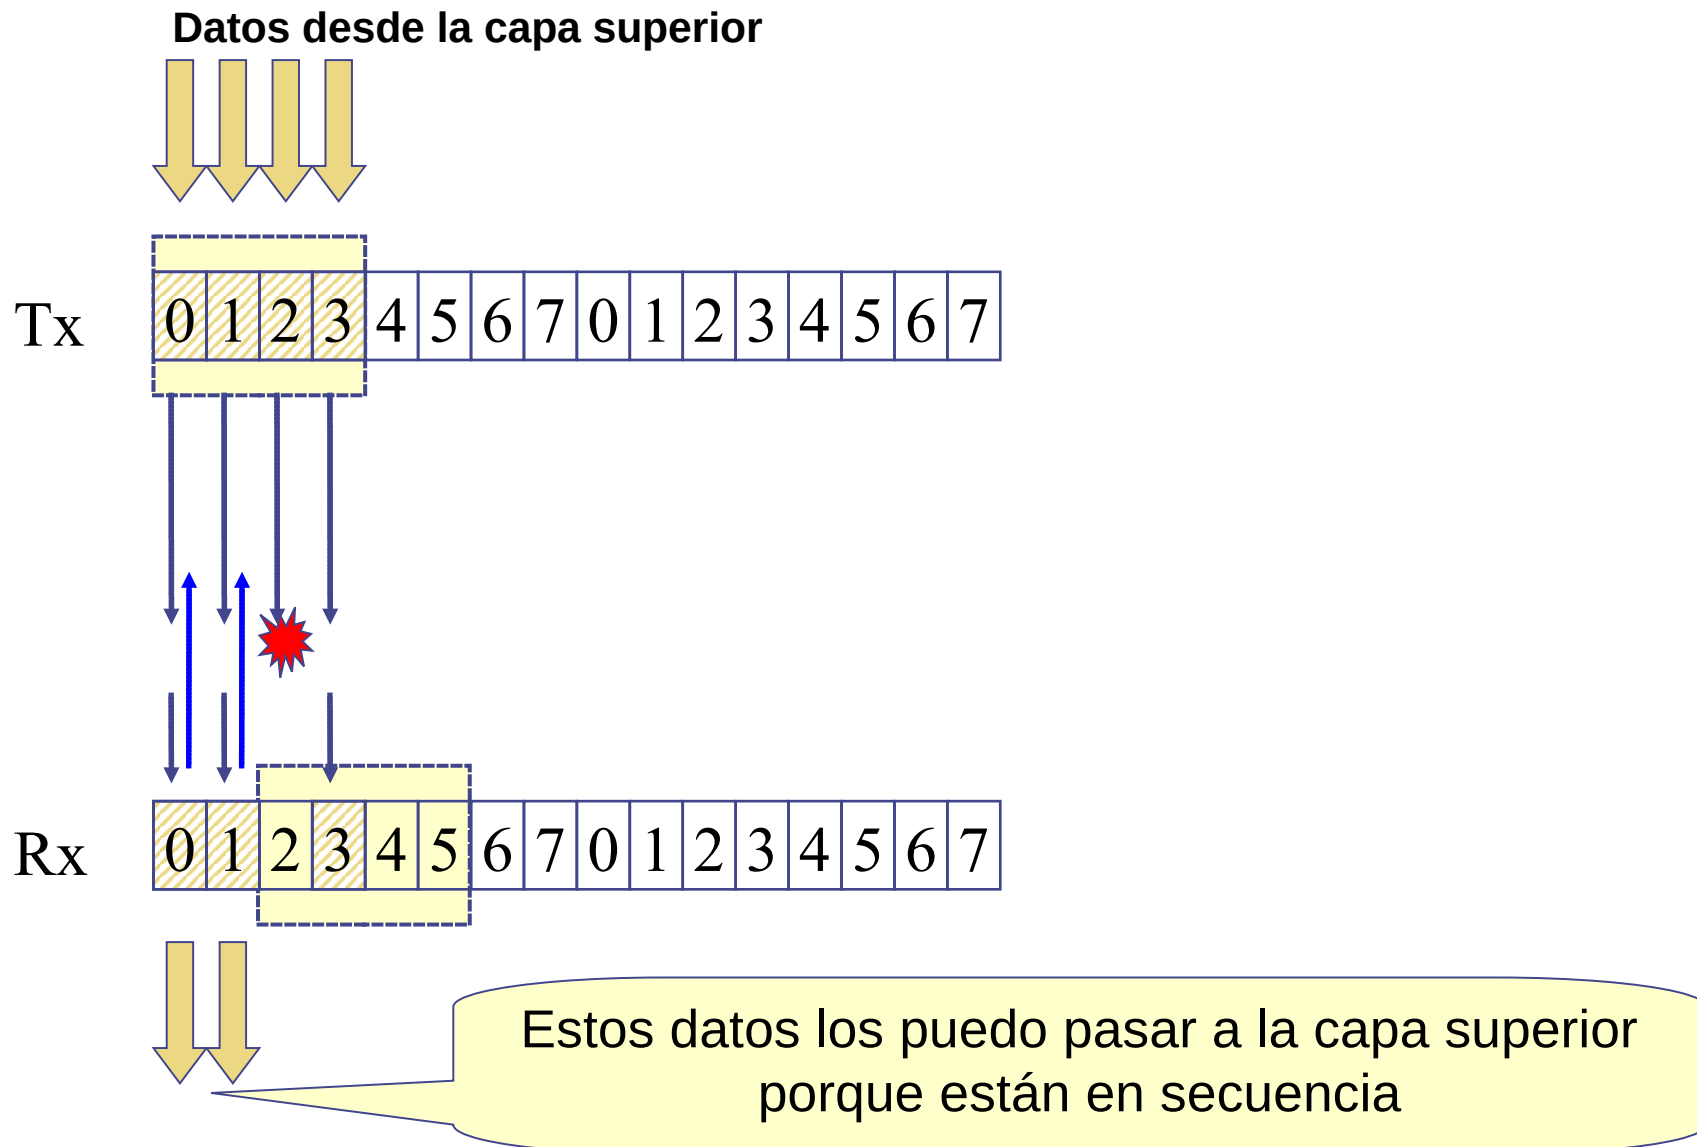 Datos desde la capa superior
Tx 0 1 2 3 4 5 6 7 0 1 2 3 4 5 6 7
Rx 0 1 2 3 4 5 6 7 0 1 2 3 4 5 6 7
Estos datos los puedo pasar a la capa superior
porque están en secuencia